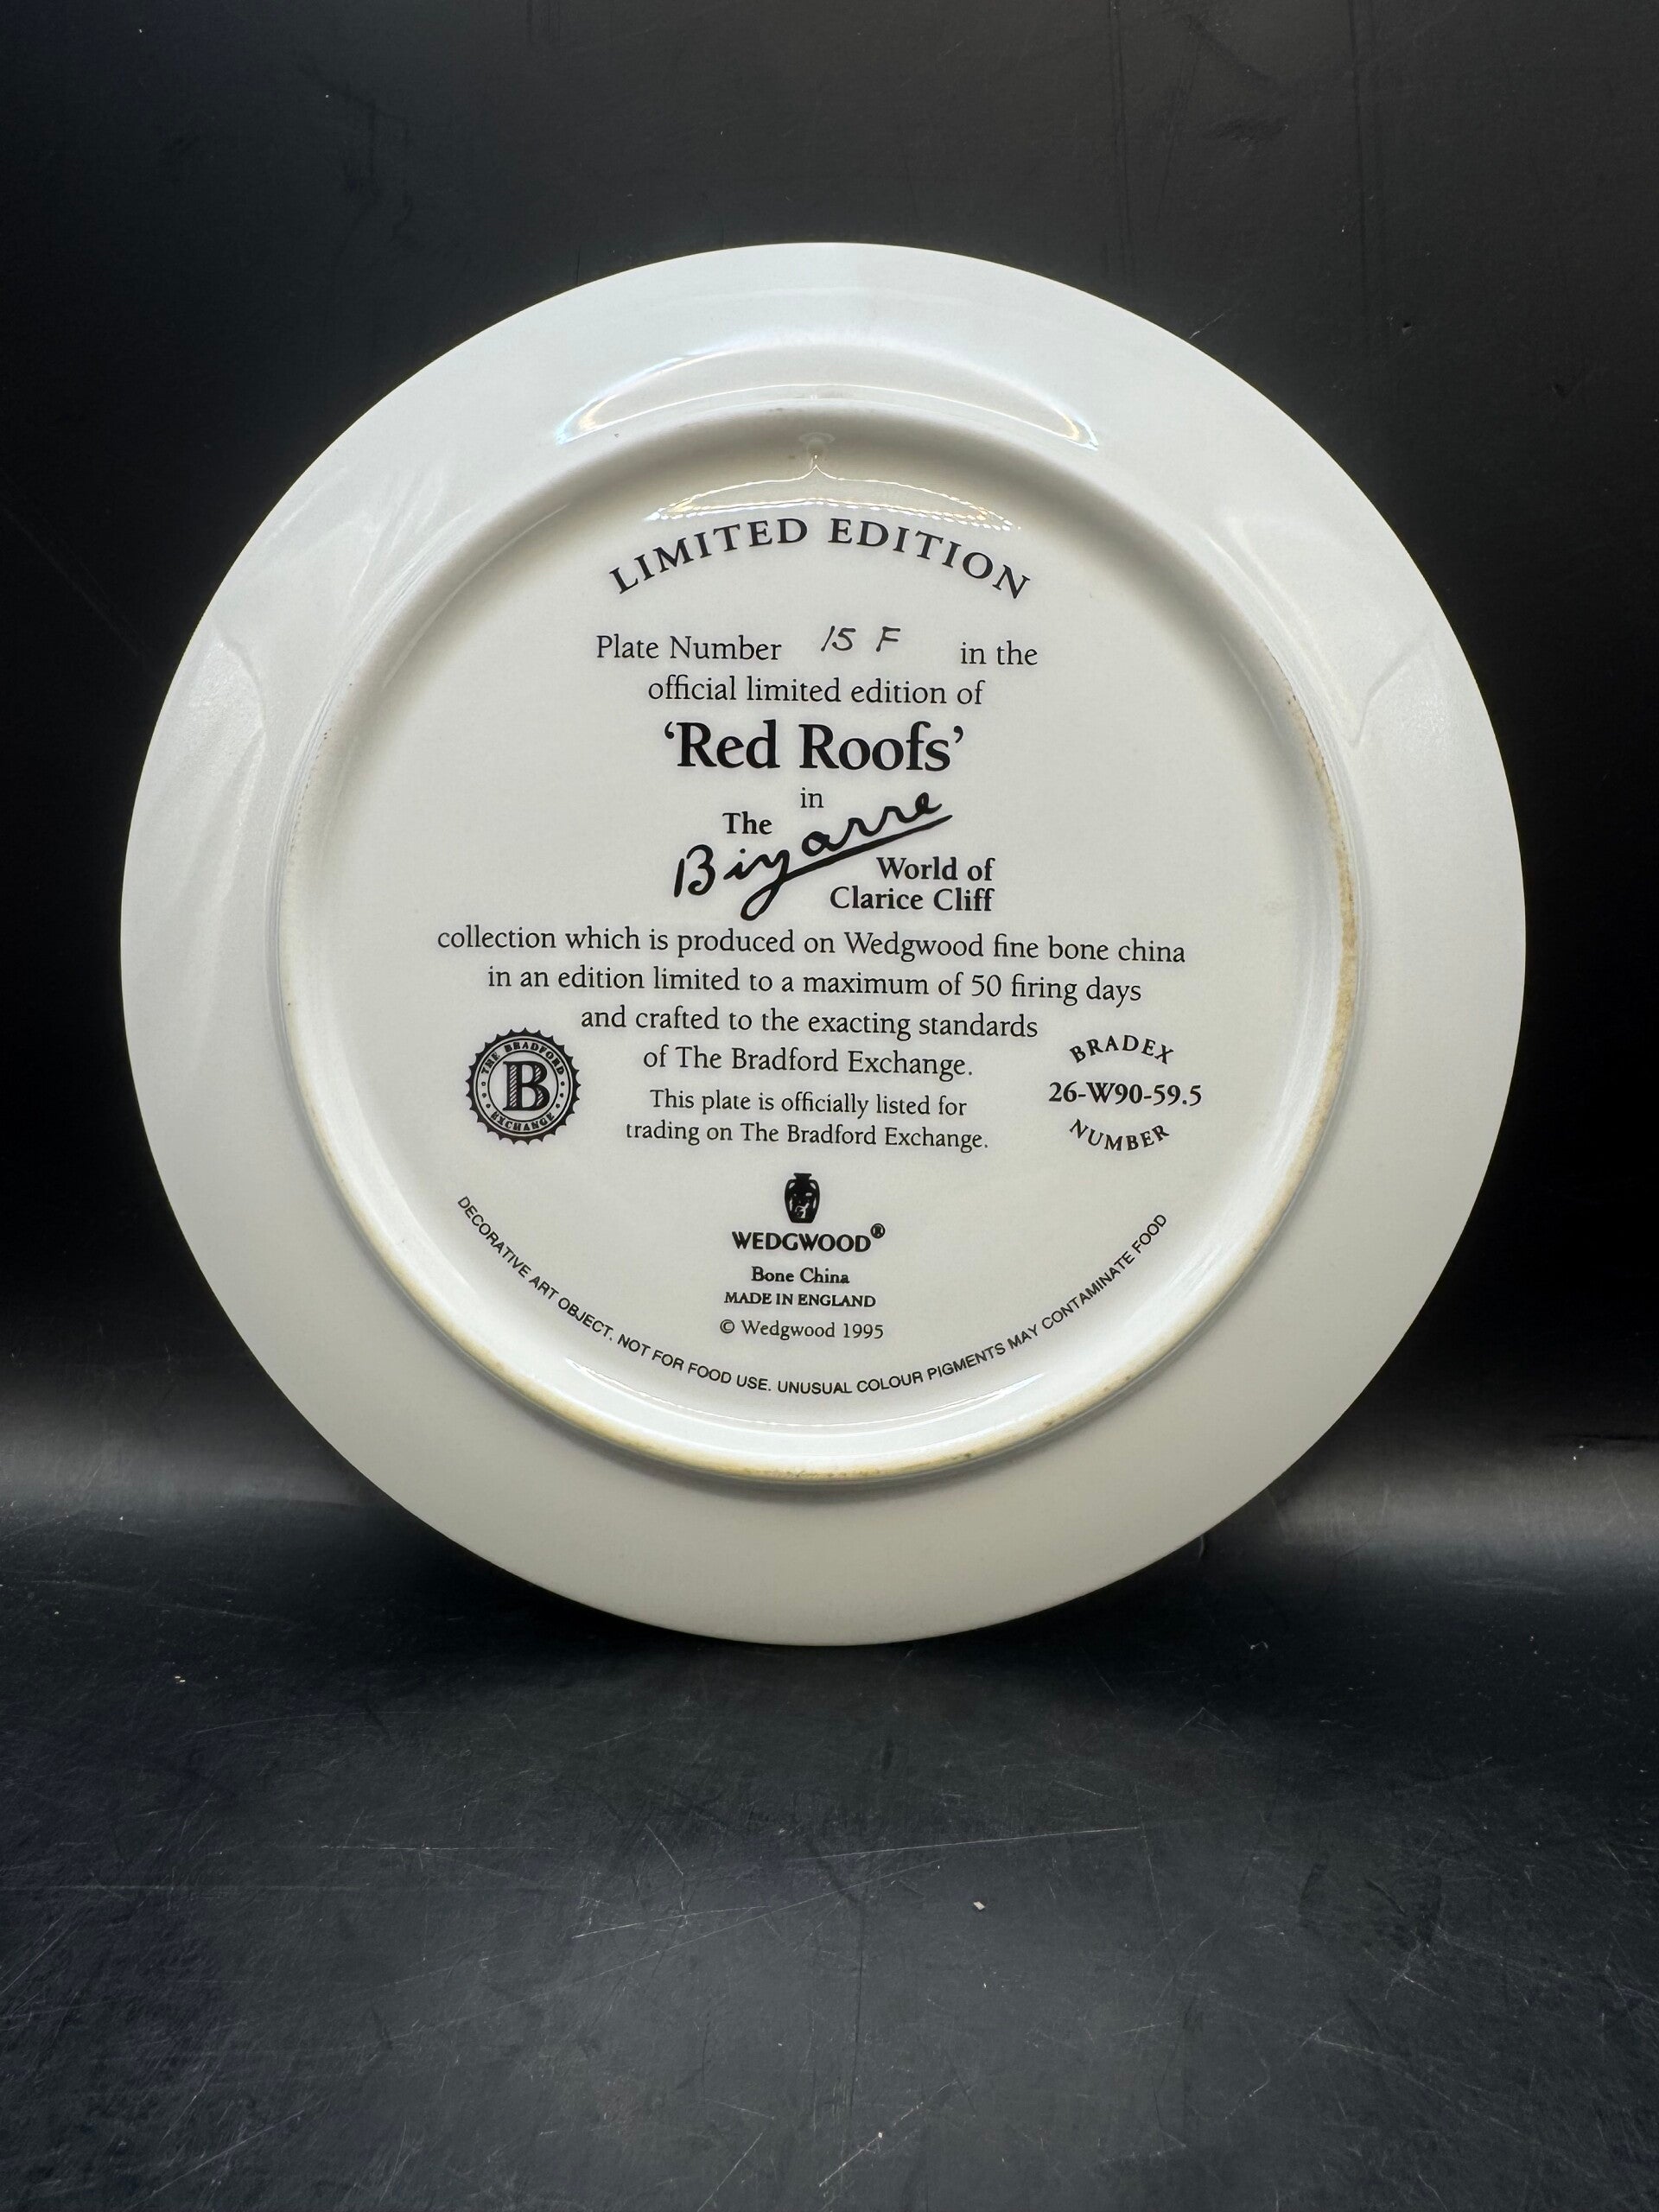 LIMITED EDITION
Plate Number 15 F in the
official limited edition of
‘Red Roofs’
in
The
Bizarre
World of
Clarice Cliff
collection which is produced on Wedgwood fine bone china
in an edition limited to a maximum of 50 firing days
and crafted to the exacting standards
of The Bradford Exchange.
This plate is officially listed for
trading on The Bradford Exchange.
THE BRADFORD
B
EXCHANGE
BRADEX
26-W90-59.5
NUMBER
WEDGWOOD®
Bone China
MADE IN ENGLAND
© Wedgwood 1995
DECORATIVE ART OBJECT. NOT FOR FOOD USE. UNUSUAL COLOUR PIGMENTS MAY CONTAMINATE FOOD